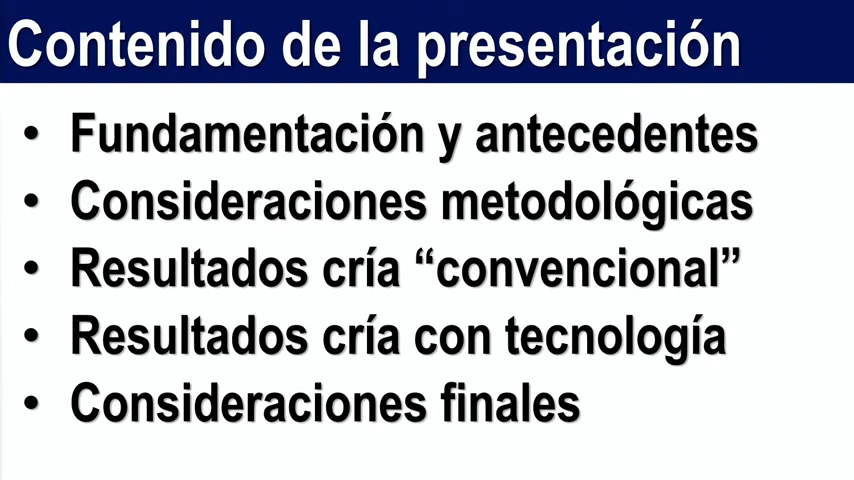 Contenido de la presentación
• Fundamentación y antecedentes
• Consideraciones metodológicas
• Resultados cría “convencional”
• Resultados cría con tecnología
• Consideraciones finales